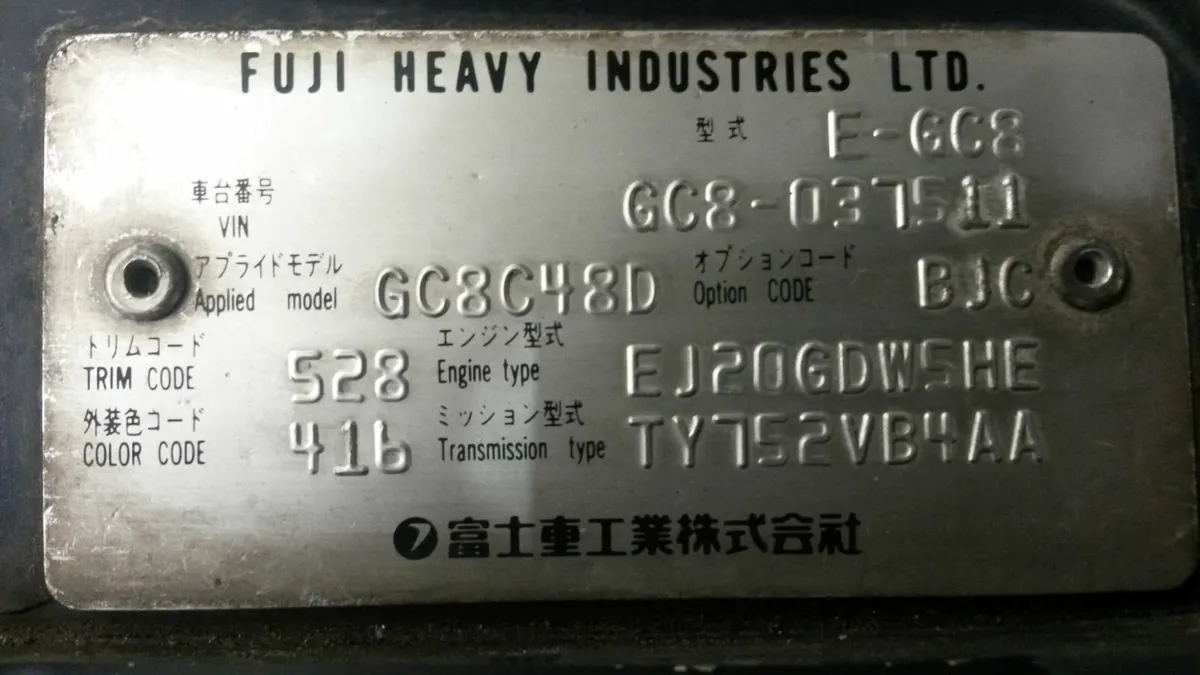 FUJI HEAVY INDUSTRIES LTD.
型式 E-GC8
車台番号
VIN GC8-037511
アプライドモデル オプションコード
Applied model GC8C48D Option CODE BJC
トリムコード エンジン型式
TRIM CODE 528 Engine type EJ20GDW5HE
外装色コード ミッション型式
COLOR CODE 416 Transmission type TY752VB4AA
フ 富士重工業株式会社